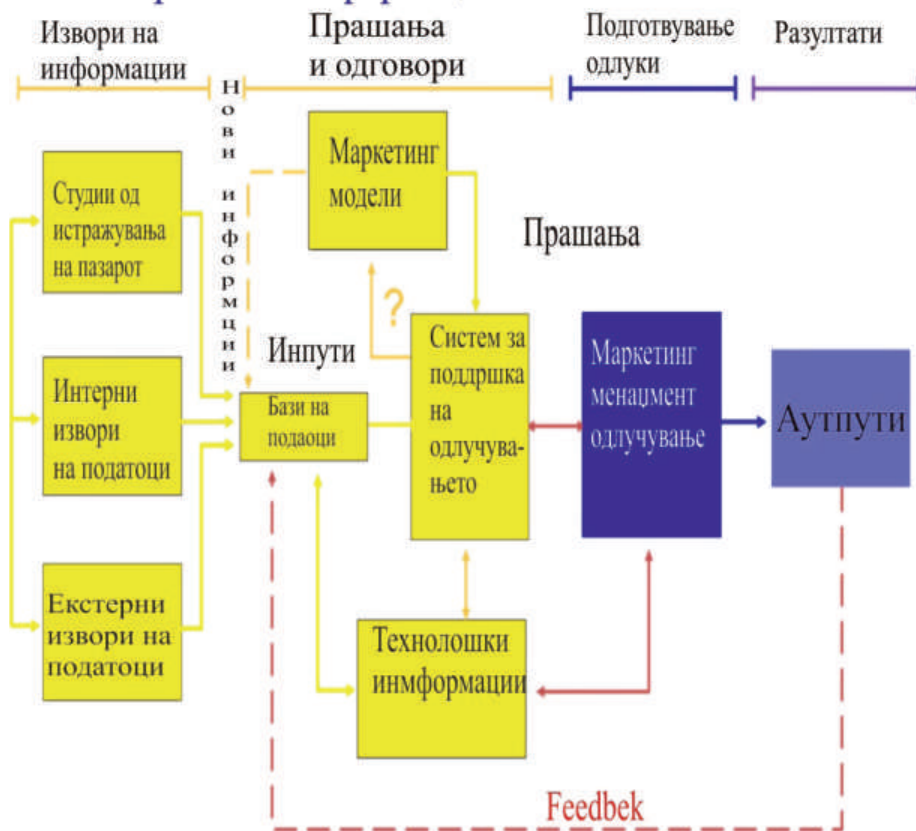 Извори на
информации
Прашања
и одговори
Подготвување
одлуки
Разултати
Нови информции
Маркетинг
модели
Студии од
истражувања
на пазарот
Прашања
?
Инпути
Систем за
поддршка
на
одлучува-
њето
Маркетинг
менаџмент
одлучување
Аутпути
Интерни
извори
на податоци
Бази на
подаоци
Екстерни
извори на
податоци
Технолошки
инмформации
Feedbek